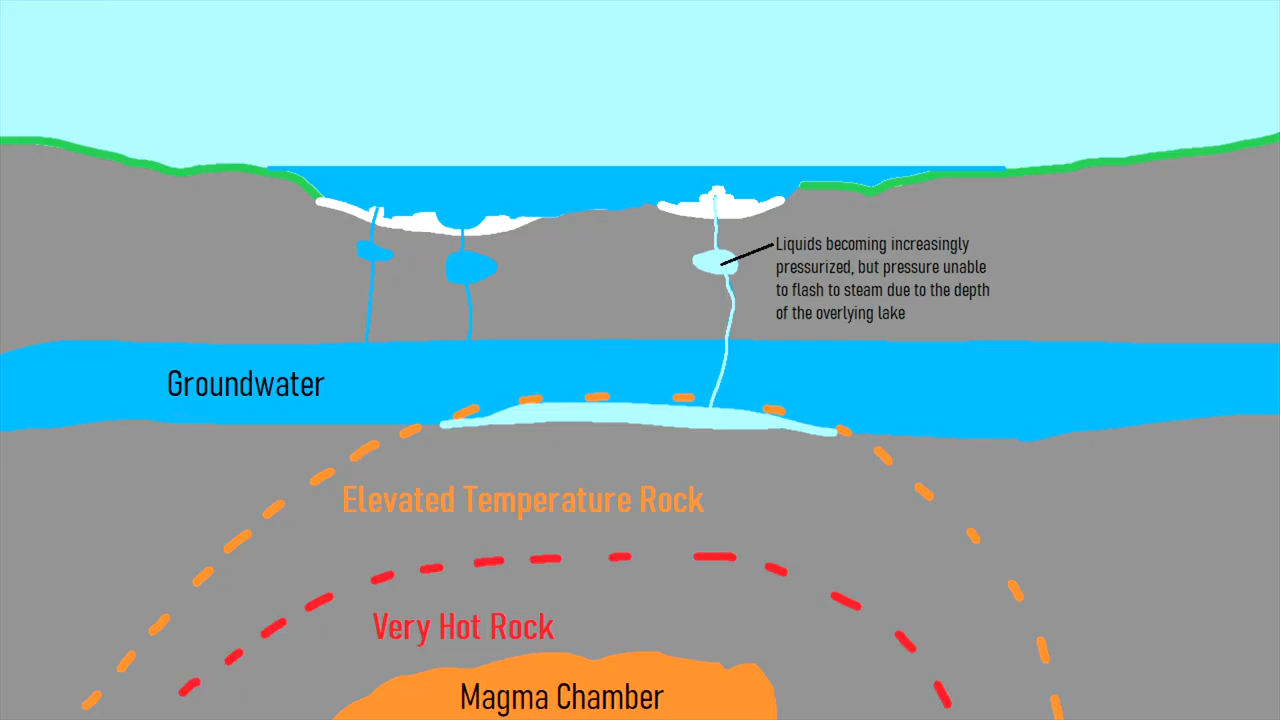 Liquids becoming increasingly
pressurized, but pressure unable
to flash to steam due to the depth
of the overlying lake
Groundwater
Elevated Temperature Rock
Very Hot Rock
Magma Chamber